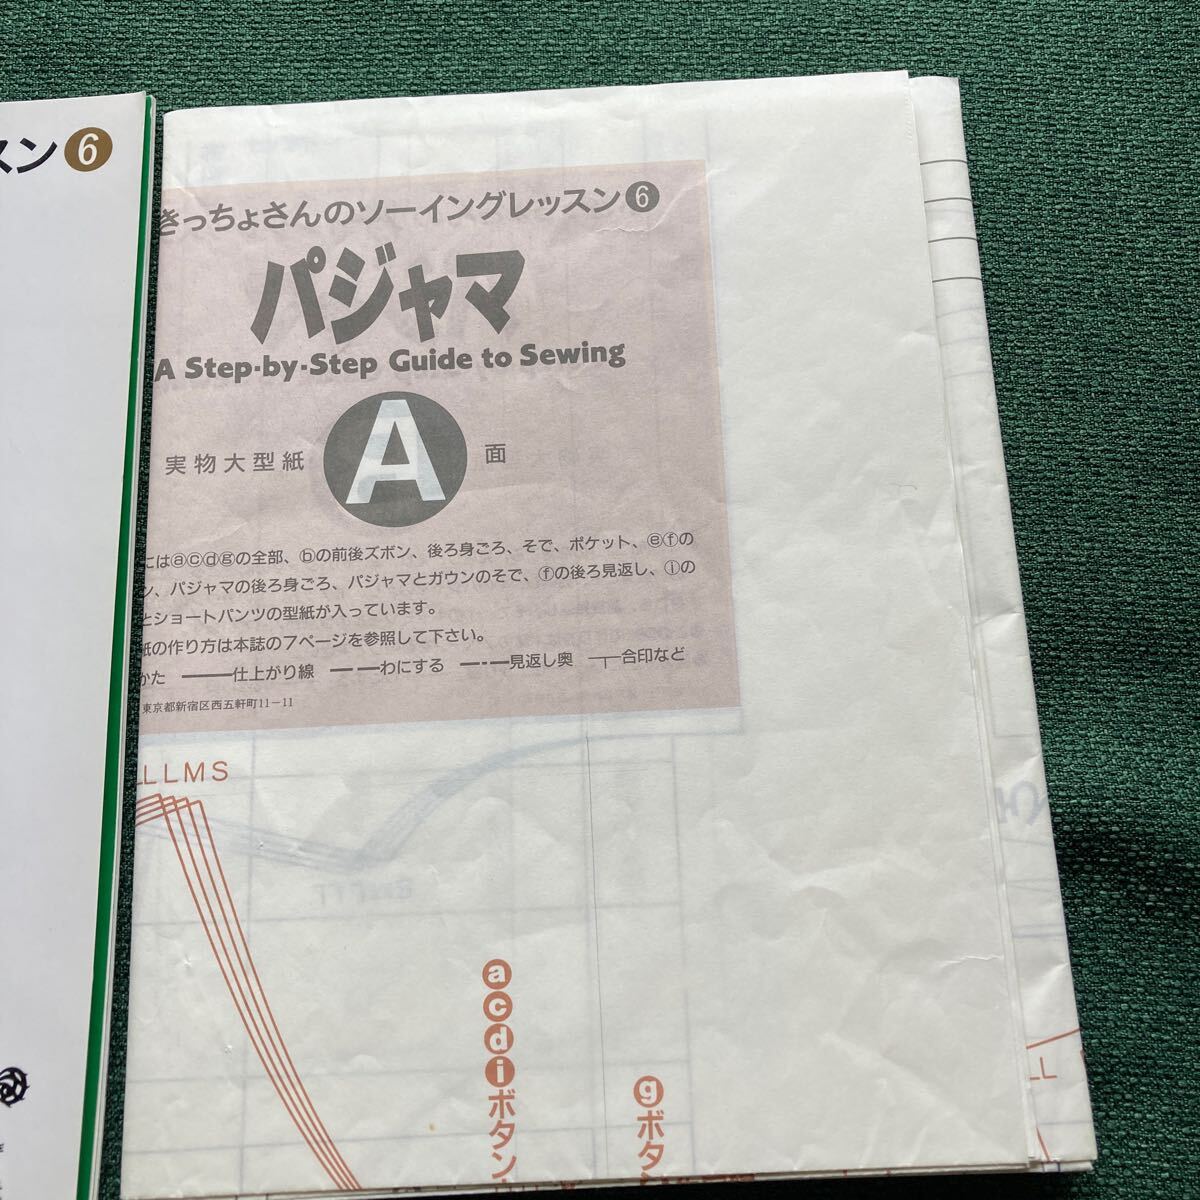 スン6
きっちょさんのソーイングレッスン6
パジャマ
A Step-by-Step Guide to Sewing
実物大型紙 A 面
にはⓐⓒⓓⓖの全部、ⓑの前後ズボン、後ろ身ごろ、そで、ポケット、ⓔⓕの
ン、パジャマの後ろ身ごろ、パジャマとガウンのそで、ⓕの後ろ見返し、ⓘの
とショートパンツの型紙が入っています。
紙の作り方は本誌の7ページを参照して下さい。
かた 仕上がり線 わにする 見返し奥 合印など
東京都新宿区西五軒町11-11
LLMS
acdiボタン
gボタ
LL